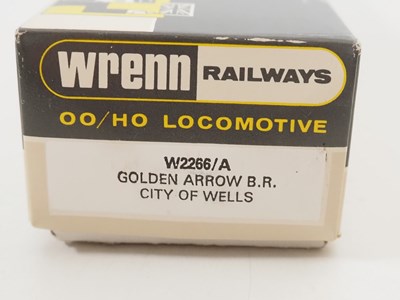 wrenn RAILWAYS
OO/HO LOCOMOTIVE
W2266/A
GOLDEN ARROW B.R.
CITY OF WELLS